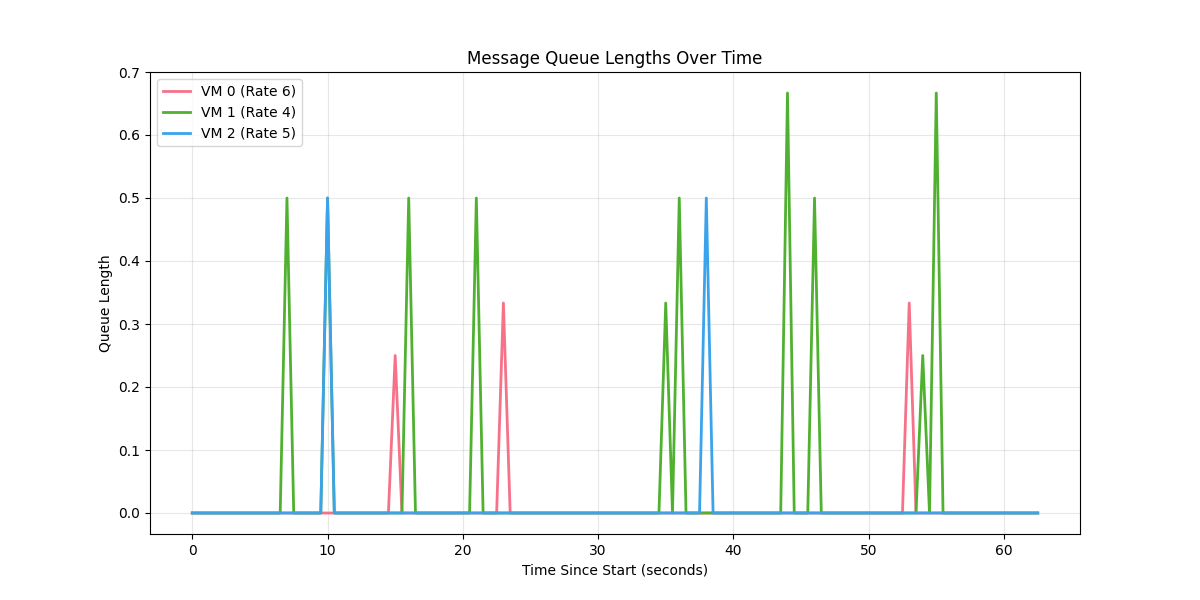 Message Queue Lengths Over Time
VM 0 (Rate 6)
VM 1 (Rate 4)
VM 2 (Rate 5)
Queue Length
0.7
0.6
0.5
0.4
0.3
0.2
0.1
0.0
0 10 20 30 40 50 60
Time Since Start (seconds)